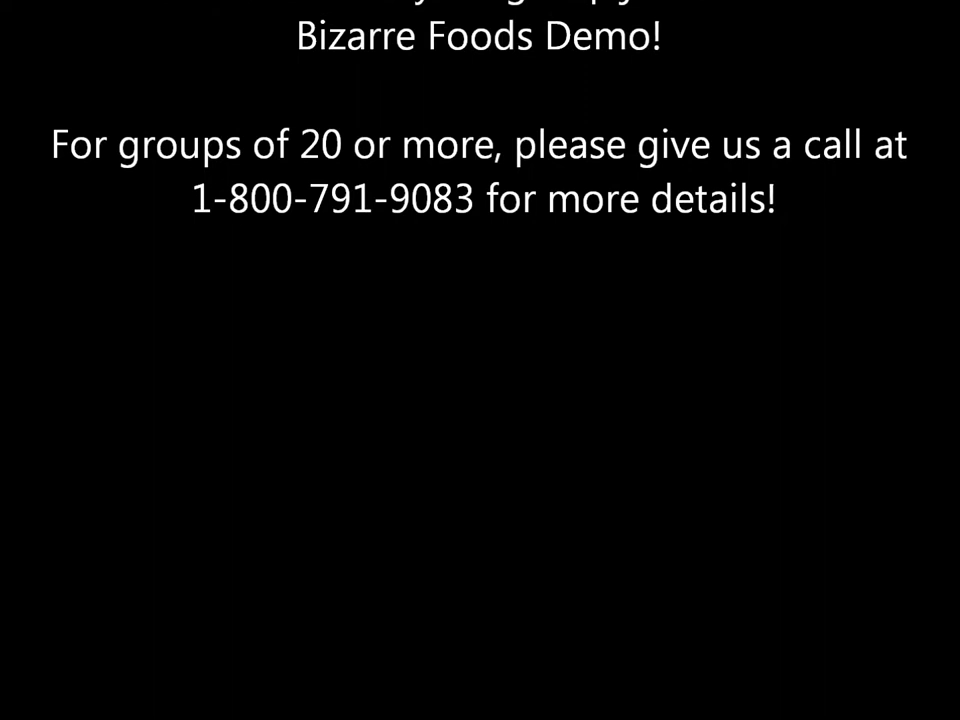 Bizarre Foods Demo!
For groups of 20 or more, please give us a call at
1-800-791-9083 for more details!